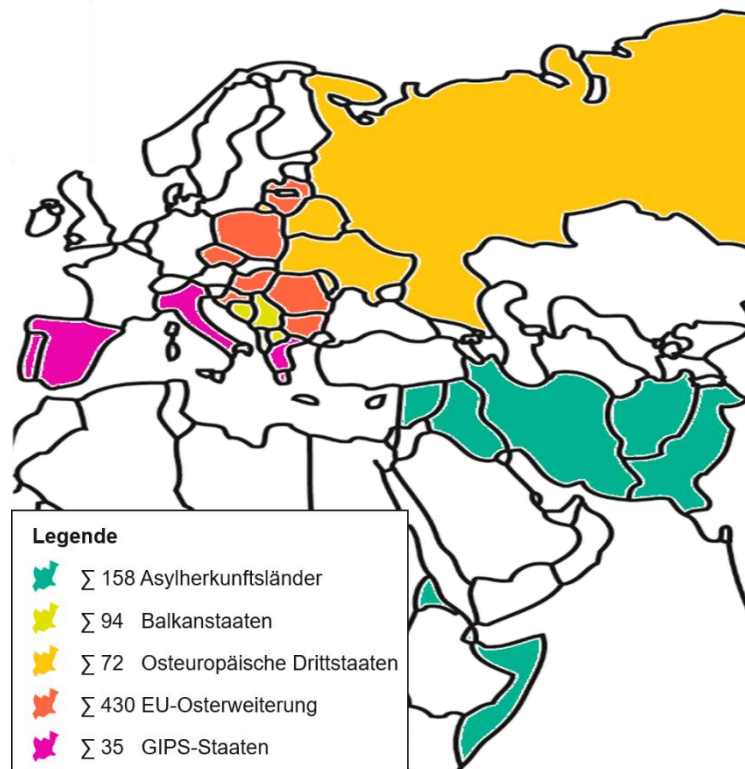 Legende
∑ 158 Asylherkunftsländer
∑ 94 Balkanstaaten
∑ 72 Osteuropäische Drittstaaten
∑ 430 EU-Osterweiterung
∑ 35 GIPS-Staaten